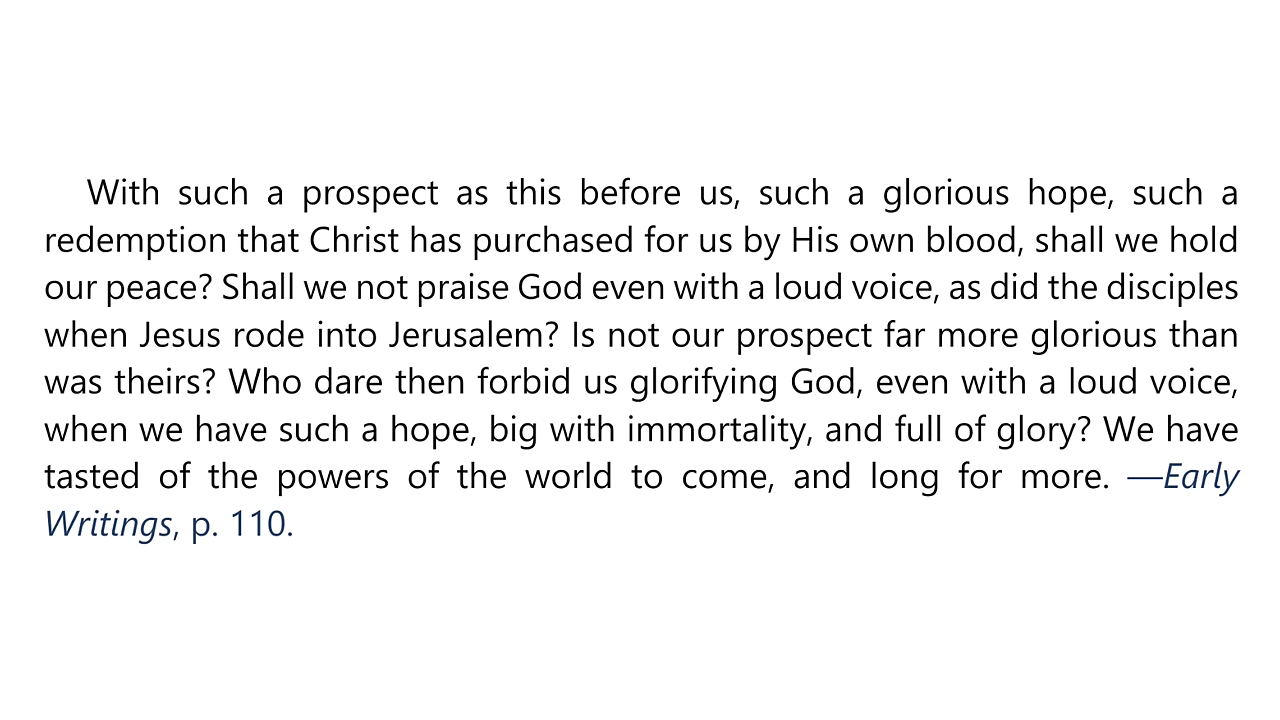 With such a prospect as this before us, such a glorious hope, such a
redemption that Christ has purchased for us by His own blood, shall we hold
our peace? Shall we not praise God even with a loud voice, as did the disciples
when Jesus rode into Jerusalem? Is not our prospect far more glorious than
was theirs? Who dare then forbid us glorifying God, even with a loud voice,
when we have such a hope, big with immortality, and full of glory? We have
tasted of the powers of the world to come, and long for more. —Early
Writings, p. 110.